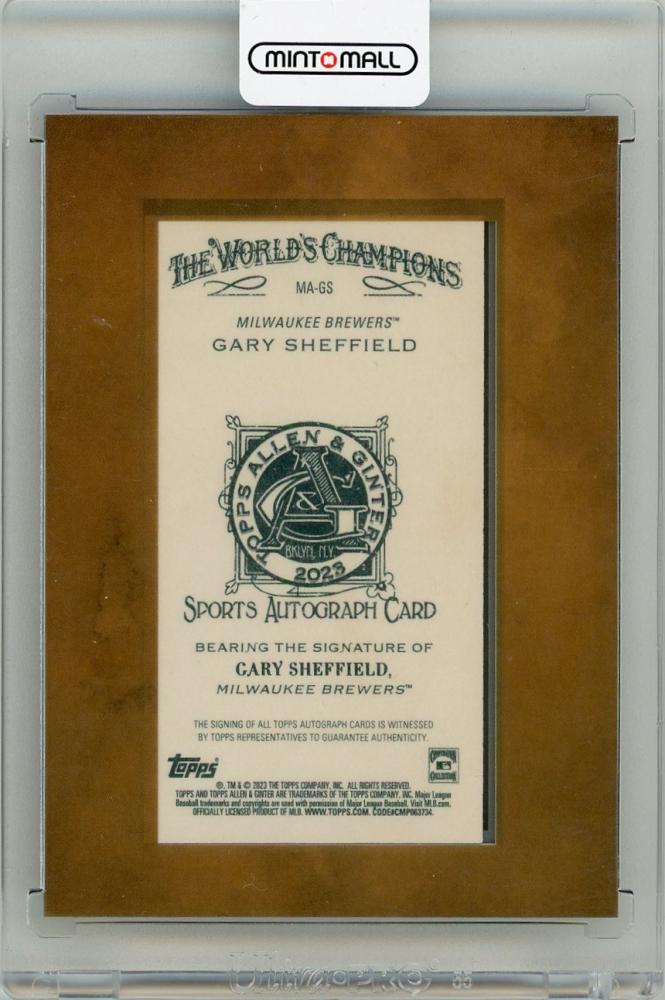 MINTOMALL
THE WORLD'S CHAMPIONS
MA-GS
MILWAUKEE BREWERS™
GARY SHEFFIELD
TOPPS ALLEN & GINTER
A&G
BKLYN, N.Y.
2023
SPORTS AUTOGRAPH CARD
BEARING THE SIGNATURE OF
GARY SHEFFIELD,
MILWAUKEE BREWERS™
THE SIGNING OF ALL TOPPS AUTOGRAPH CARDS IS WITNESSED
BY TOPPS REPRESENTATIVES TO GUARANTEE AUTHENTICITY.
topps
®, TM & © 2023 THE TOPPS COMPANY, INC. ALL RIGHTS RESERVED.
TOPPS AND TOPPS ALLEN & GINTER ARE TRADEMARKS OF THE TOPPS COMPANY, INC. Major League
Baseball trademarks and copyrights are used with permission of Major League Baseball. Visit MLB.com.
OFFICIALLY LICENSED PRODUCT OF MLB. WWW.TOPPS.COM. CODE#CMP063734.
Ultra PRO® 55